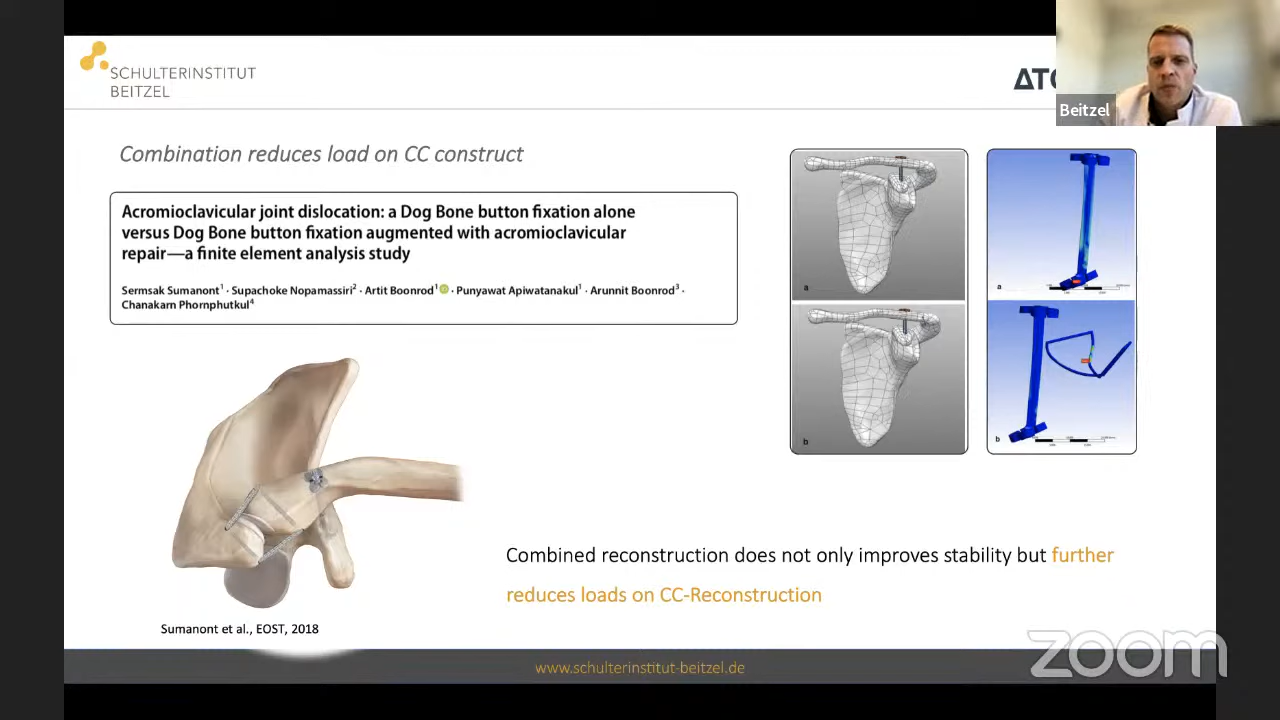 SCHULTERINSTITUT
BEITZEL
Beitzel
Combination reduces load on CC construct
Acromioclavicular joint dislocation: a Dog Bone button fixation alone
versus Dog Bone button fixation augmented with acromioclavicular
repair—a finite element analysis study
Sermsak Sumanont¹ · Supachoke Nopamassiri² · Artit Boonrod¹ · Punyawat Apiwatanakul¹ · Arunnit Boonrod³ ·
Chanakarn Phornphutkul⁴
a
a
b
b
Combined reconstruction does not only improves stability but further
reduces loads on CC-Reconstruction
Sumanont et al., EOST, 2018
zoom
www.schulterinstitut-beitzel.de